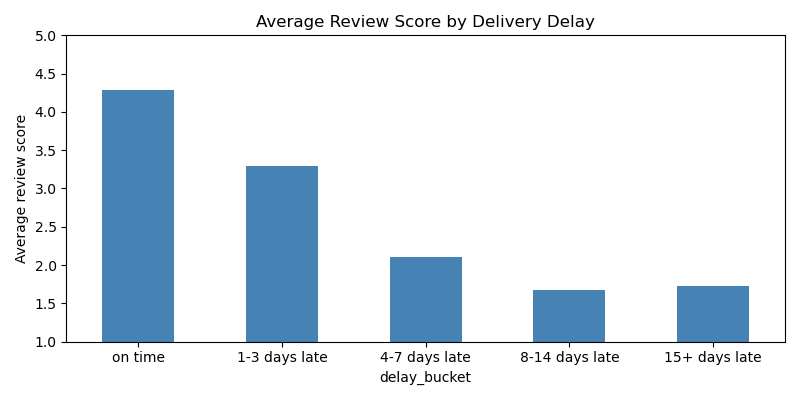 Average Review Score by Delivery Delay
Average review score
5.0
4.5
4.0
3.5
3.0
2.5
2.0
1.5
1.0
on time
1-3 days late
4-7 days late
8-14 days late
15+ days late
delay_bucket